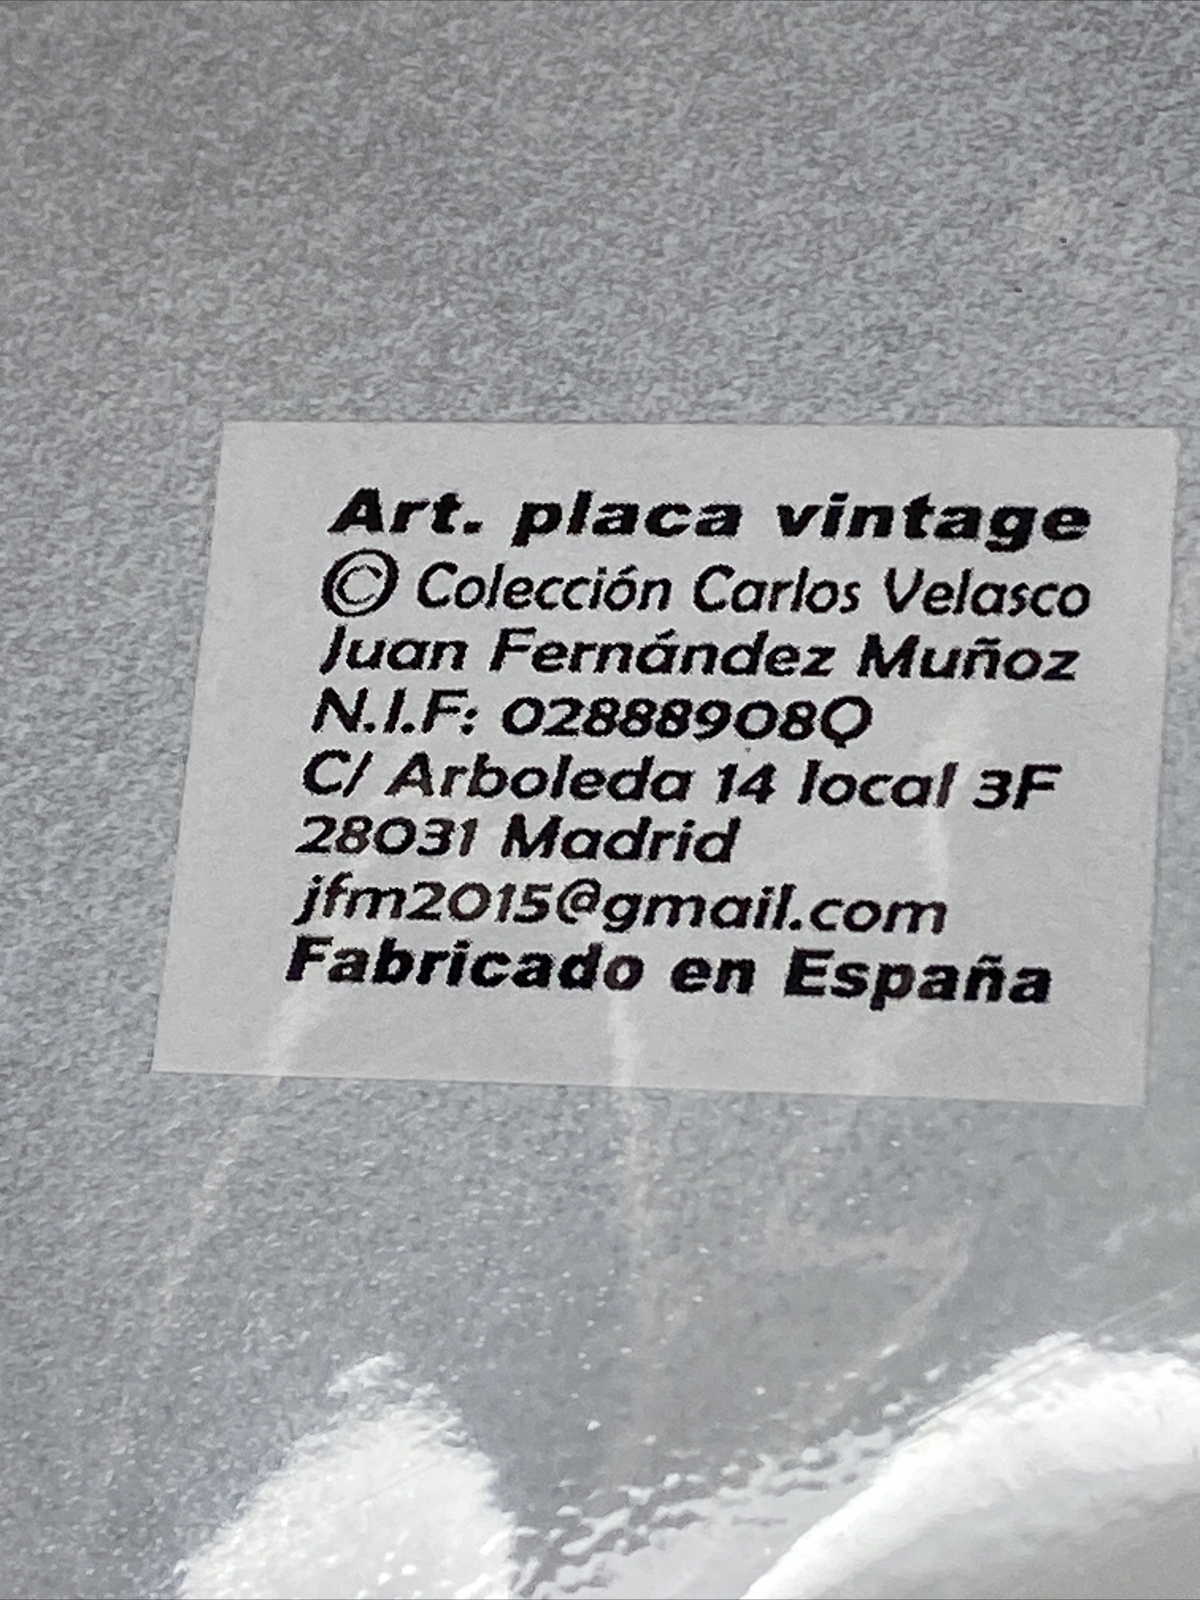 Art. placa vintage
© Colección Carlos Velasco
Juan Fernández Muñoz
N.I.F: 02888908Q
C/ Arboleda 14 local 3F
28031 Madrid
jfm2015@gmail.com
Fabricado en España